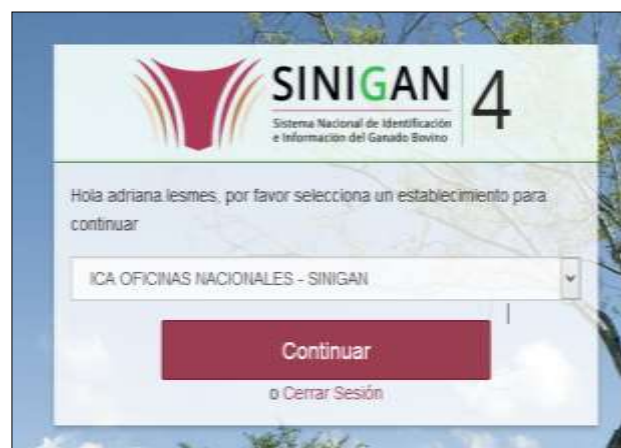 SINIGAN 4
Sistema Nacional de Identificación
e Información del Ganado Bovino
Hola adriana.lesmes, por favor selecciona un establecimiento para
continuar
ICA OFICINAS NACIONALES - SINIGAN
Continuar
o Cerrar Sesión